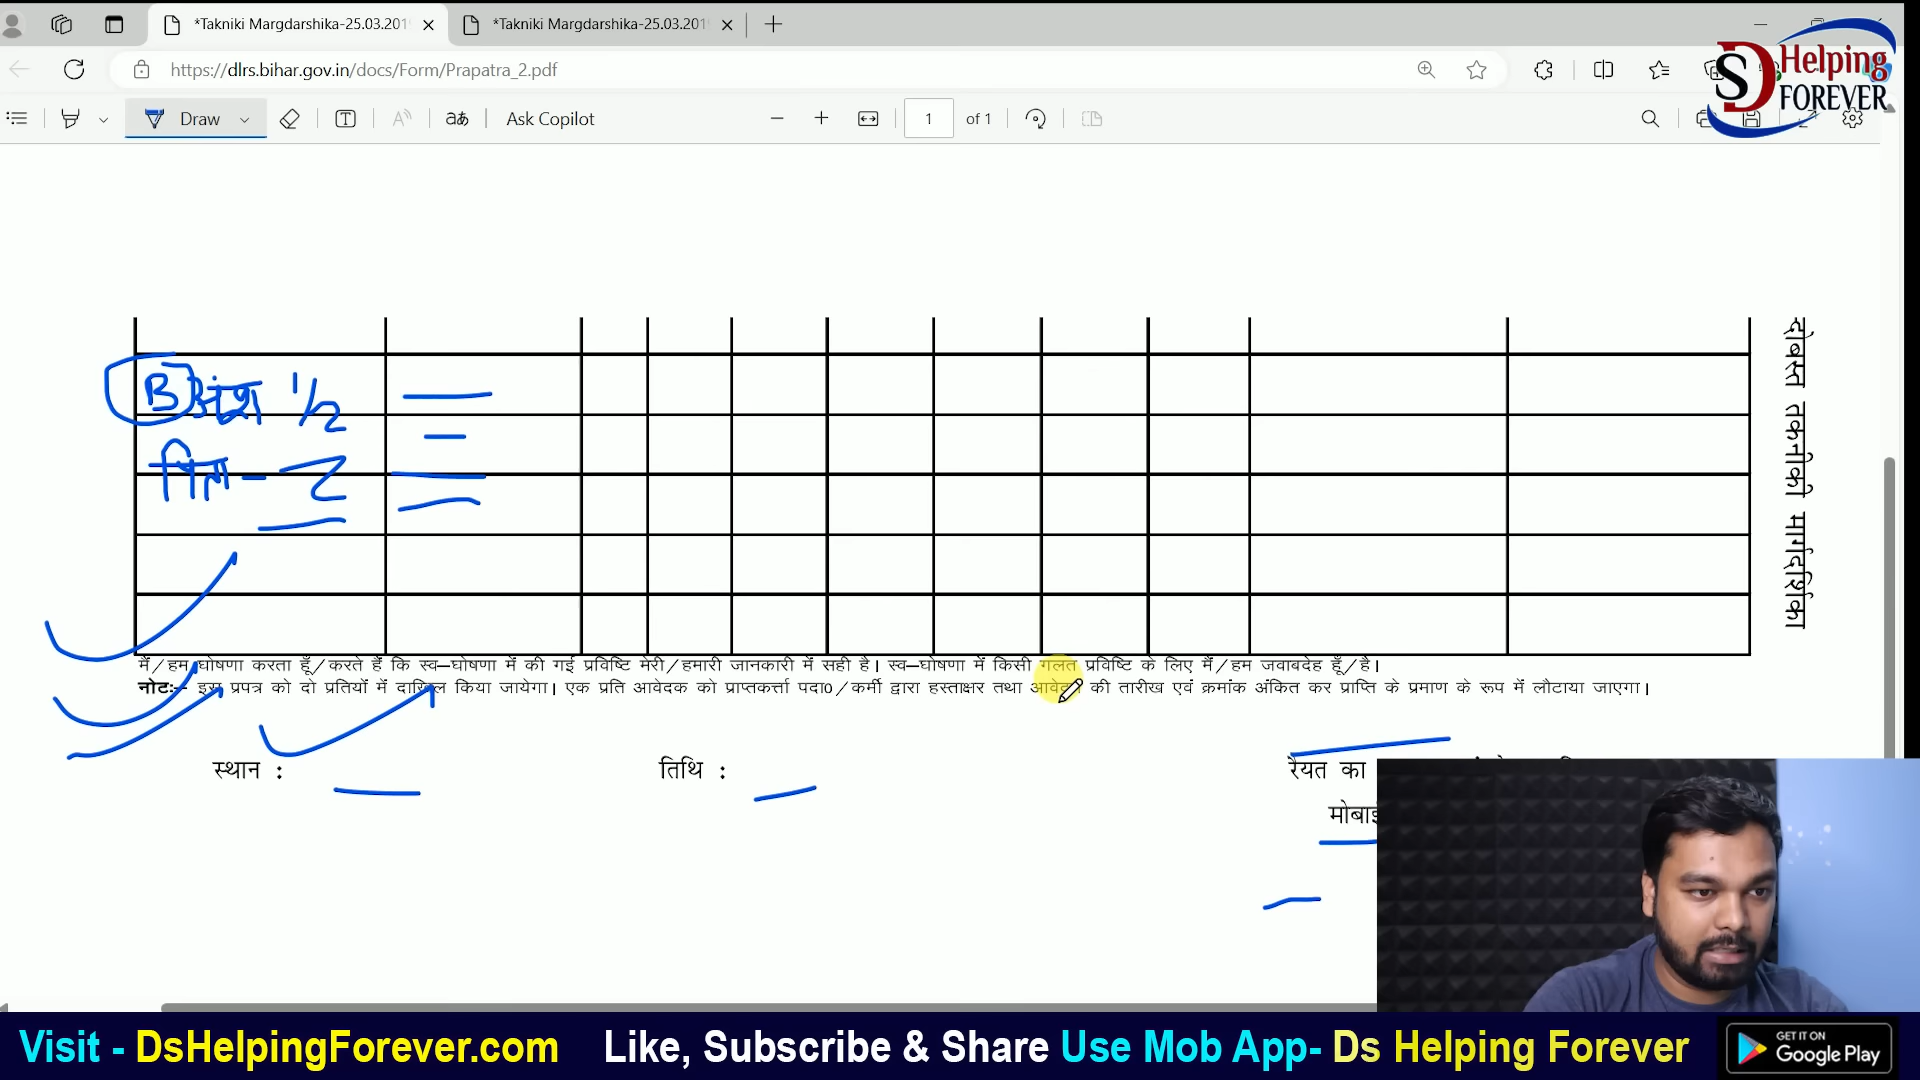 *Takniki Margdarshika-25.03.201
*Takniki Margdarshika-25.03.201
https://dlrs.bihar.gov.in/docs/Form/Prapatra_2.pdf
DS Helping
FOREVER
Draw
aあ
Ask Copilot
1
of 1
B
अंश 1/2
पिता - 2
दोबस्त तकनीकी मार्गदर्शिका
मैं/हम घोषणा करता हूँ/करते हैं कि स्व–घोषणा में की गई प्रविष्टि मेरी/हमारी जानकारी में सही है। स्व–घोषणा में किसी गलत प्रविष्टि के लिए मैं/हम जवाबदेह हूँ/है।
नोटः- इस प्रपत्र को दो प्रतियों में दाखिल किया जायेगा। एक प्रति आवेदक को प्राप्तकर्त्ता पदा0/कर्मी द्वारा हस्ताक्षर तथा आवेदन की तारीख एवं क्रमांक अंकित कर प्राप्ति के प्रमाण के रूप में लौटाया जाएगा।
स्थान :
तिथि :
रैयत का
मोबाई
Visit - DsHelpingForever.com
Like, Subscribe & Share Use Mob App- Ds Helping Forever
GET IT ON
Google Play